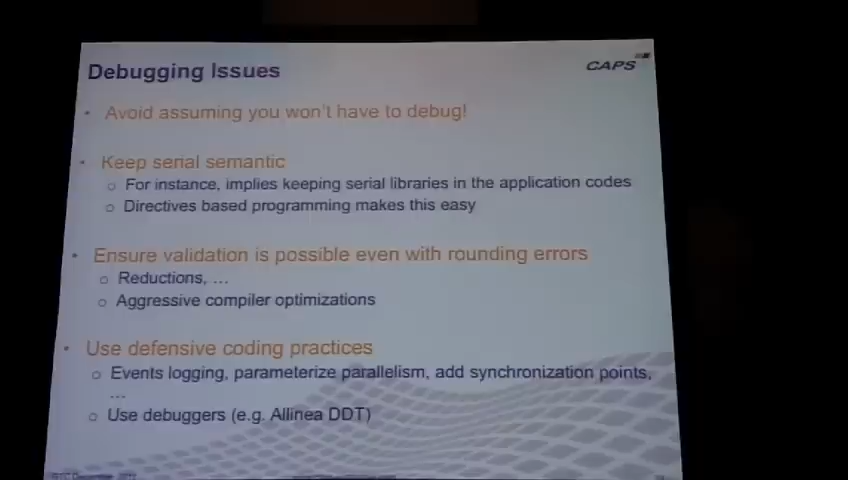 Debugging Issues
CAPS
• Avoid assuming you won't have to debug!
• Keep serial semantic
o For instance, implies keeping serial libraries in the application codes
o Directives based programming makes this easy
• Ensure validation is possible even with rounding errors
o Reductions, …
o Aggressive compiler optimizations
• Use defensive coding practices
o Events logging, parameterize parallelism, add synchronization points,
…
o Use debuggers (e.g. Allinea DDT)